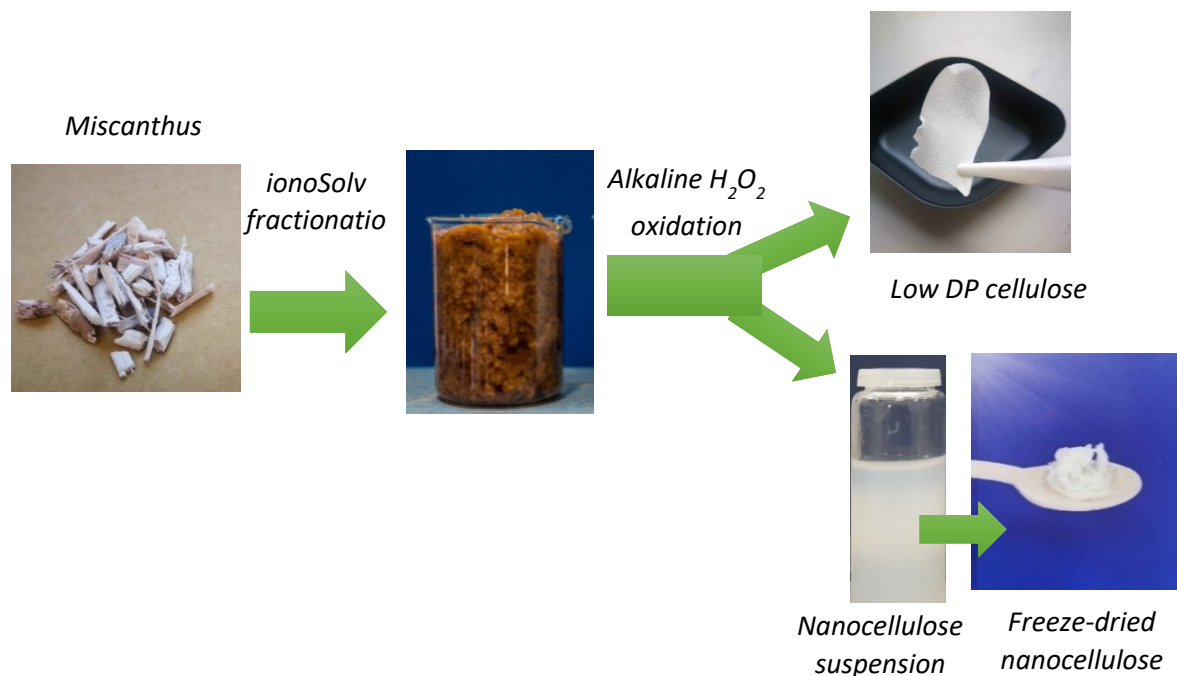 Miscanthus
ionoSolv
fractionatio
Alkaline H₂O₂
oxidation
Low DP cellulose
Nanocellulose
suspension
Freeze-dried
nanocellulose